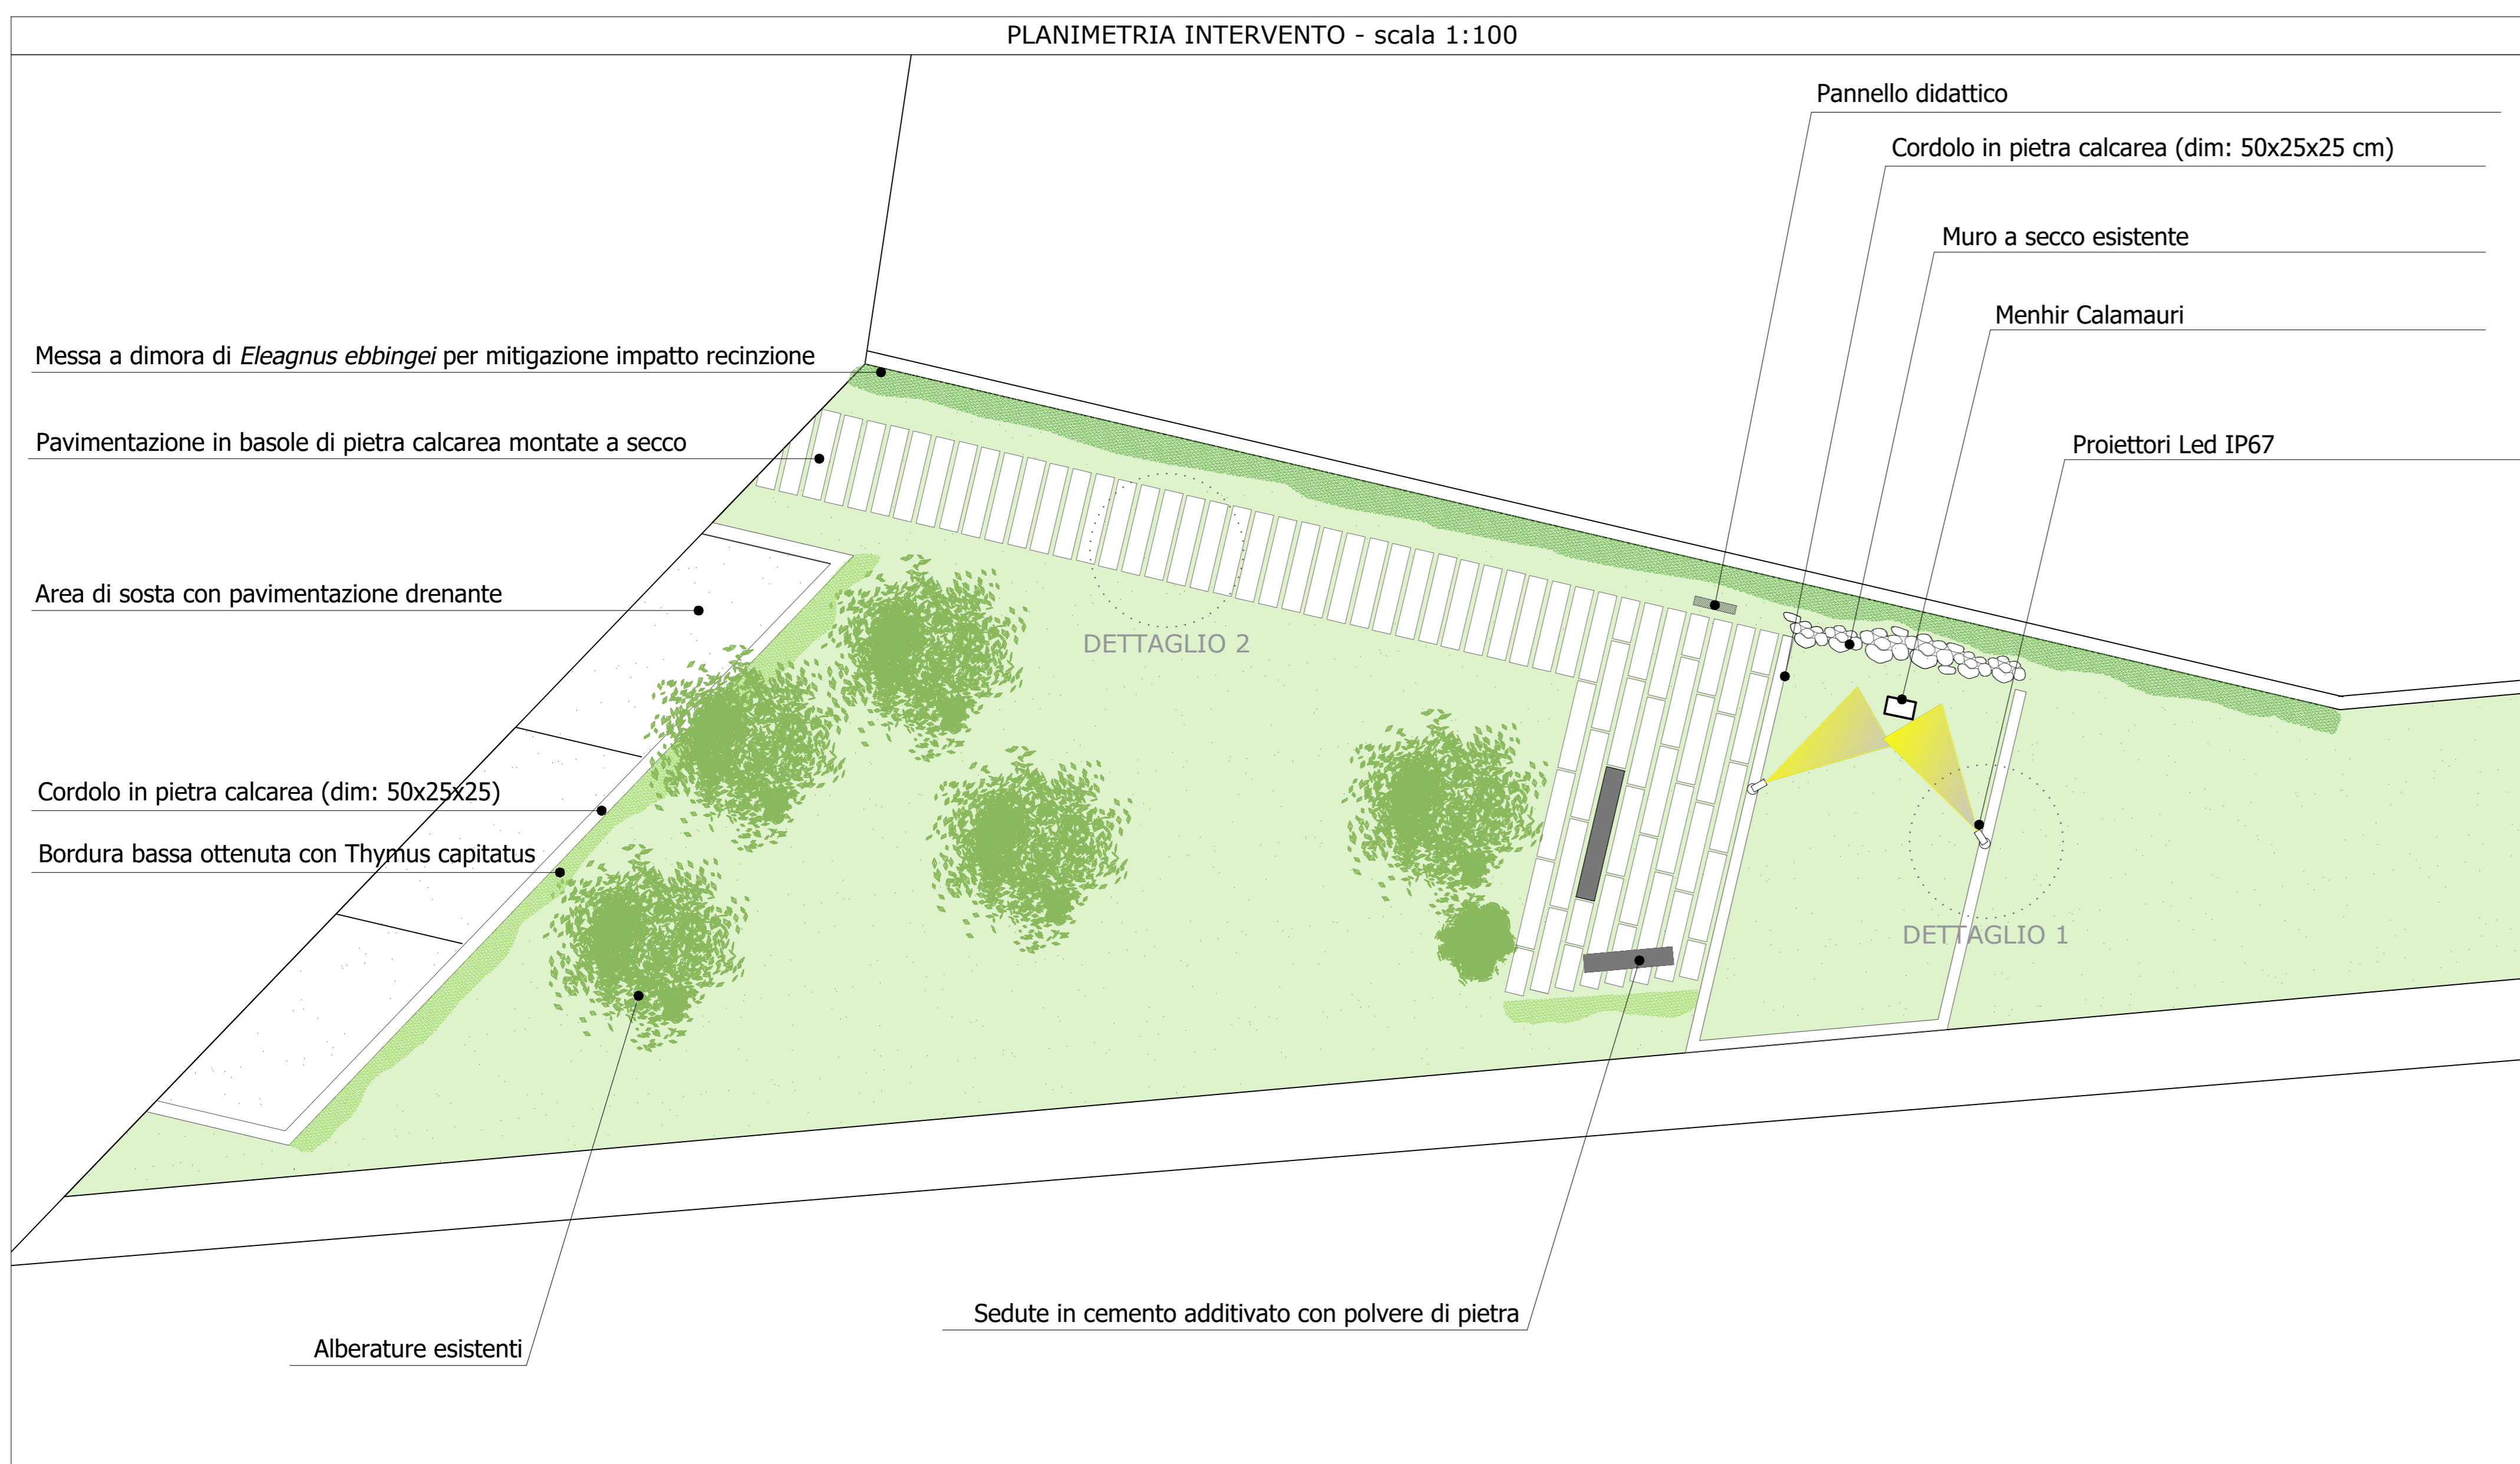 PLANIMETRIA INTERVENTO - scala 1:100
Pannello didattico
Cordolo in pietra calcarea (dim: 50x25x25 cm)
Muro a secco esistente
Menhir Calamauri
Messa a dimora di Eleagnus ebbingei per mitigazione impatto recinzione
Pavimentazione in basole di pietra calcarea montate a secco
Proiettori Led IP67
Area di sosta con pavimentazione drenante
DETTAGLIO 2
Cordolo in pietra calcarea (dim: 50x25x25)
Bordura bassa ottenuta con Thymus capitatus
DETTAGLIO 1
Sedute in cemento additivato con polvere di pietra
Alberature esistenti